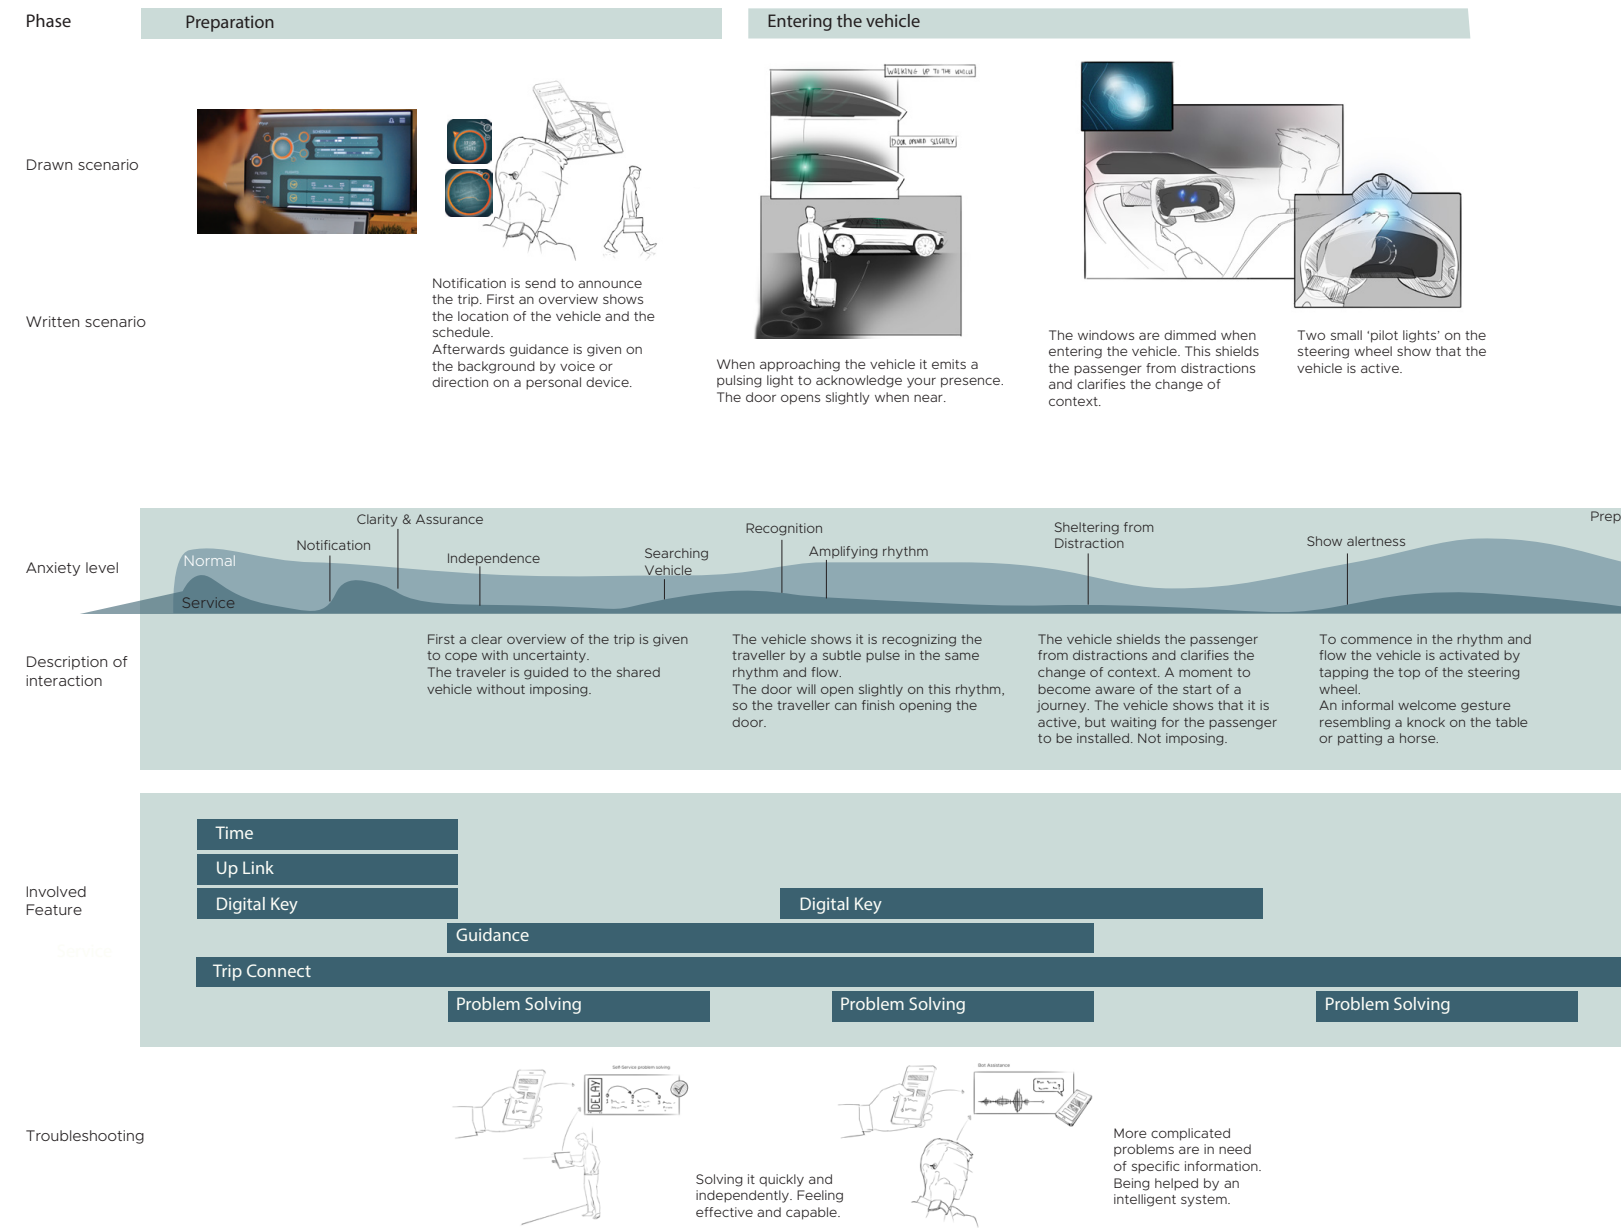 Phase
Preparation
Entering the vehicle
WALKING UP TO THE VEHICLE
DOOR UPWARD SLIGHTLY
Drawn scenario
Written scenario
Notification is send to announce
the trip. First an overview shows
the location of the vehicle and the
schedule.
Afterwards guidance is given on
the background by voice or
direction on a personal device.
When approaching the vehicle it emits a
pulsing light to acknowledge your presence.
The door opens slightly when near.
The windows are dimmed when
entering the vehicle. This shields
the passenger from distractions
and clarifies the change of
context.
Two small ‘pilot lights’ on the
steering wheel show that the
vehicle is active.
Anxiety level
Normal
Service
Notification
Clarity & Assurance
Independence
Searching
Vehicle
Recognition
Amplifying rhythm
Sheltering from
Distraction
Show alertness
Prep
Description of
interaction
First a clear overview of the trip is given
to cope with uncertainty.
The traveler is guided to the shared
vehicle without imposing.
The vehicle shows it is recognizing the
traveller by a subtle pulse in the same
rhythm and flow.
The door will open slightly on this rhythm,
so the traveller can finish opening the
door.
The vehicle shields the passenger
from distractions and clarifies the
change of context. A moment to
become aware of the start of a
journey. The vehicle shows that it is
active, but waiting for the passenger
to be installed. Not imposing.
To commence in the rhythm and
flow the vehicle is activated by
tapping the top of the steering
wheel.
An informal welcome gesture
resembling a knock on the table
or patting a horse.
Involved
Feature
Time
Up Link
Digital Key
Digital Key
Guidance
Trip Connect
Problem Solving
Problem Solving
Problem Solving
Troubleshooting
Self-Service problem solving
DELAY
Solving it quickly and
independently. Feeling
effective and capable.
Bot Assistance
More complicated
problems are in need
of specific information.
Being helped by an
intelligent system.